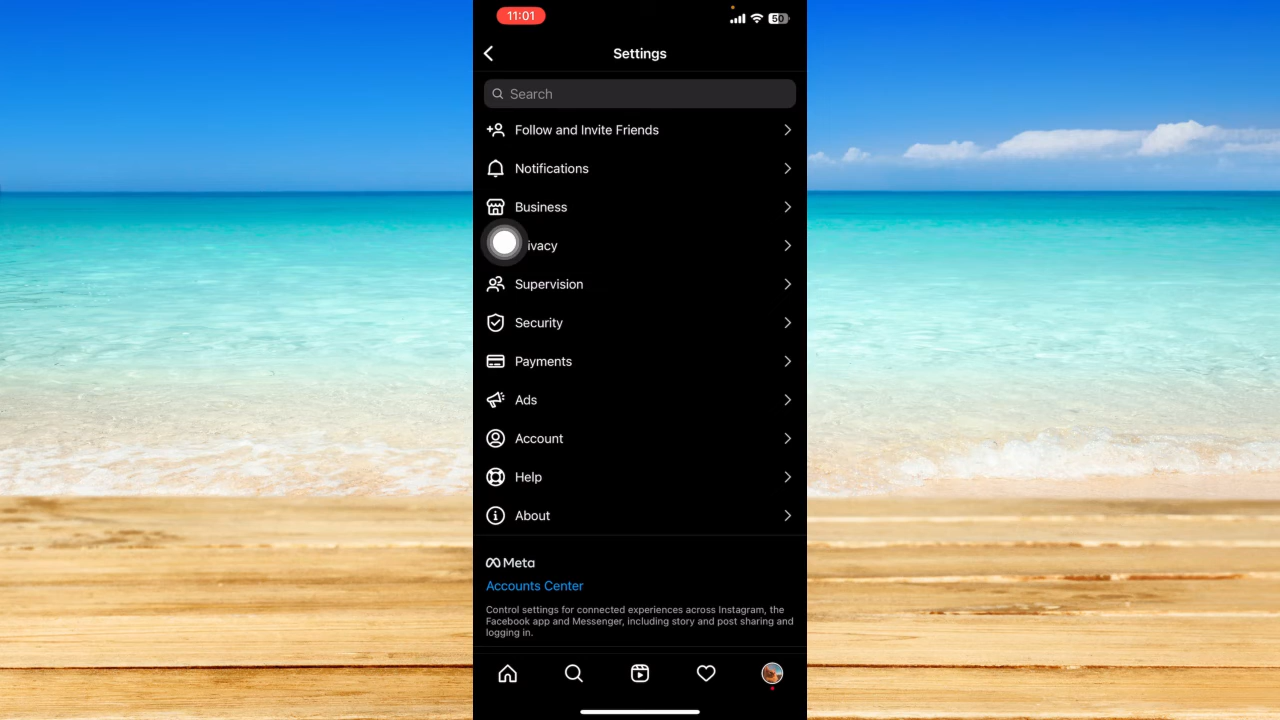 11:01
50
Settings
Search
Follow and Invite Friends
Notifications
Business
ivacy
Supervision
Security
Payments
Ads
Account
Help
About
Meta
Accounts Center
Control settings for connected experiences across Instagram, the
Facebook app and Messenger, including story and post sharing and
logging in.